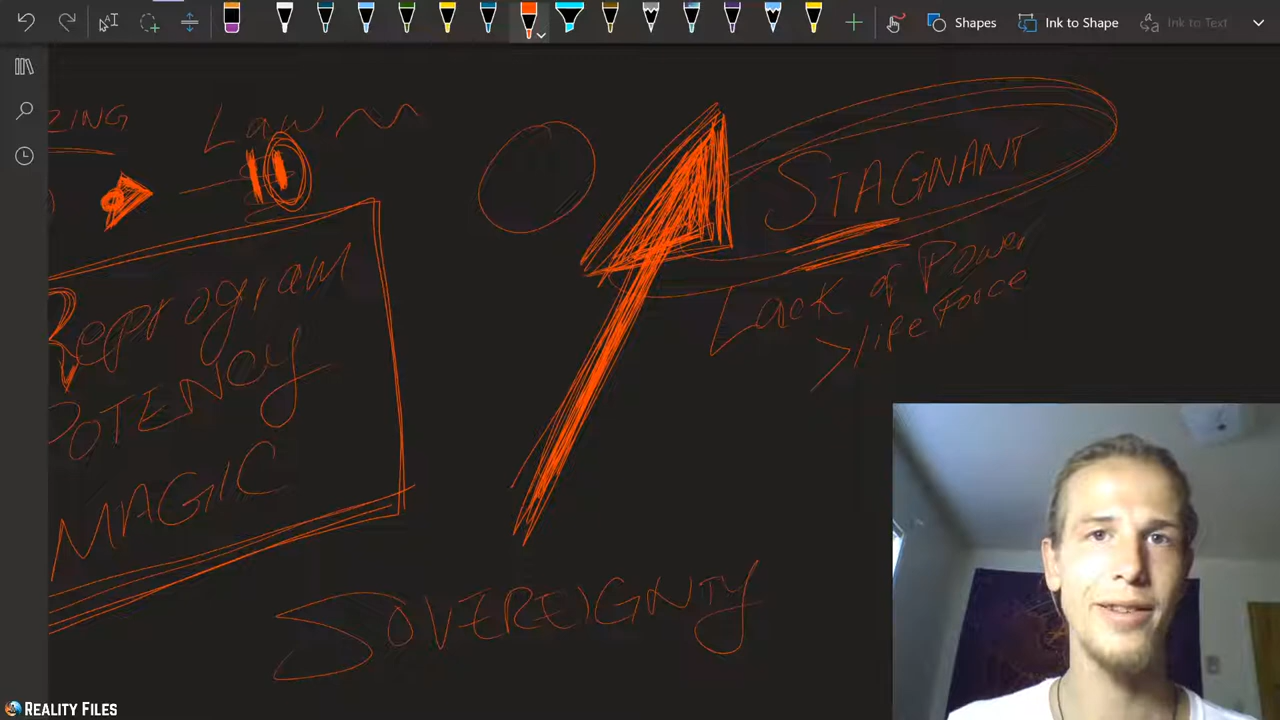 Shapes
Ink to Shape
Ink to Text
ZING
Law
STAGNANT
Lack of Power
>life Force
Reprogram
POTENCY
MAGIC
SOVEREIGNTY
REALITY FILES